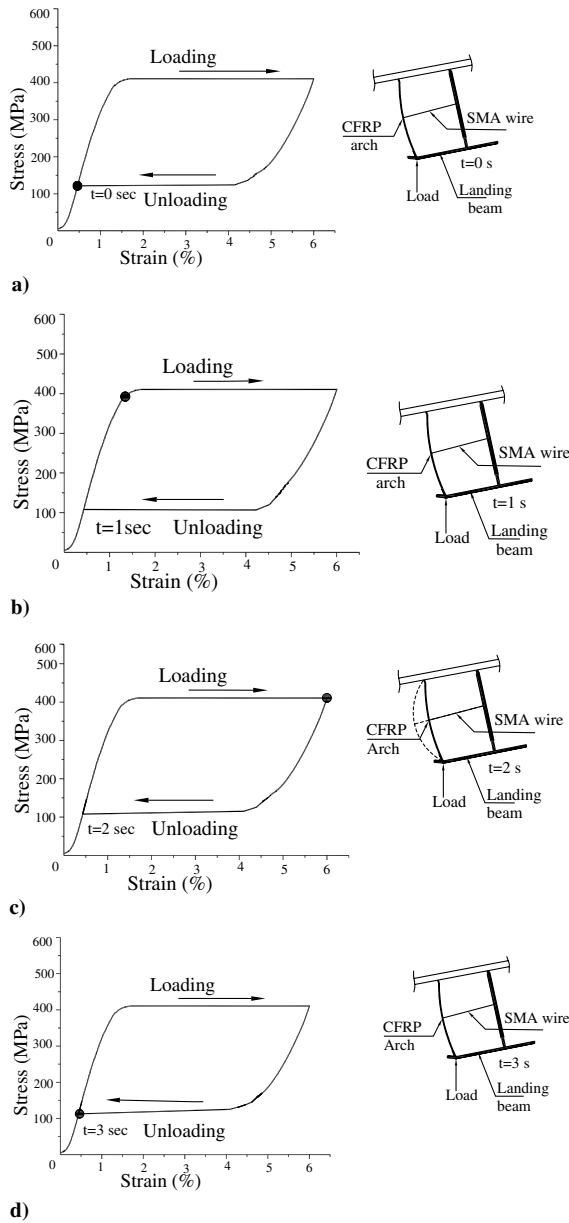 600
500
400
300
200
100
0
1
2
3
4
5
6
Stress (MPa)
Strain (%)
Loading
Unloading
t=0 sec
CFRP
arch
SMA wire
t=0 s
Load
Landing
beam
a)
600
500
400
300
200
100
0
1
2
3
4
5
6
Stress (MPa)
Strain (%)
Loading
t=1sec
Unloading
CFRP
arch
SMA wire
t=1 s
Load
Landing
beam
b)
600
500
400
300
200
100
0
1
2
3
4
5
6
Stress (MPa)
Strain (%)
Loading
t=2 sec
Unloading
CFRP
Arch
SMA wire
t=2 s
Load
Landing
beam
c)
600
500
400
300
200
100
0
1
2
3
4
5
6
Stress (MPa)
Strain (%)
Loading
t=3 sec
Unloading
CFRP
Arch
SMA wire
t=3 s
Load
Landing
beam
d)